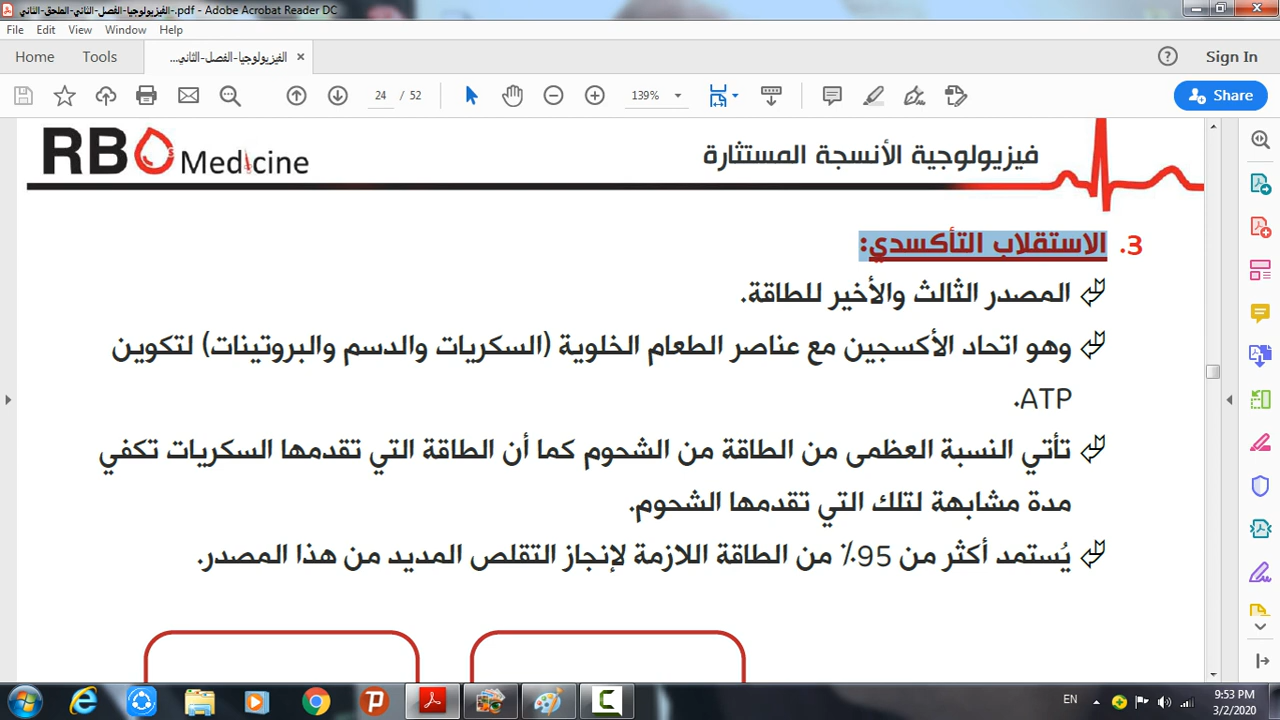 الفيزيولوجيا-الفصل-الثاني-الملحق-الثاني-.pdf - Adobe Acrobat Reader DC
File Edit View Window Help
Home Tools الفيزيولوجيا-الفصل-الثاني... Sign In
24 / 52 139% Share
RBO Medicine فيزيولوجية الأنسجة المستثارة
3. الاستقلاب التأكسدي:
المصدر الثالث والأخير للطاقة.
وهو اتحاد الأكسجين مع عناصر الطعام الخلوية (السكريات والدسم والبروتينات) لتكوين
ATP.
تأتي النسبة العظمى من الطاقة من الشحوم كما أن الطاقة التي تقدمها السكريات تكفي
مدة مشابهة لتلك التي تقدمها الشحوم.
يُستمد أكثر من 95٪ من الطاقة اللازمة لإنجاز التقلص المديد من هذا المصدر.
EN 9:53 PM
3/2/2020